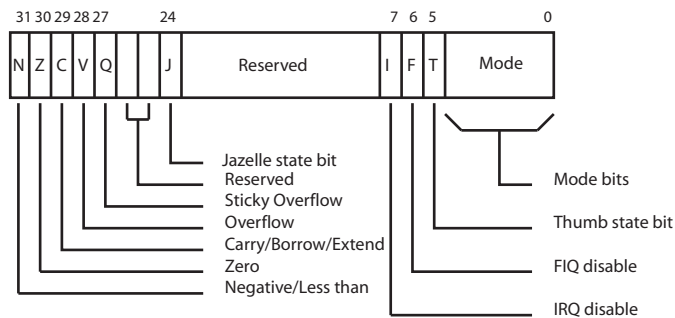 31 30 29 28 27 24 7 6 5 0
N Z C V Q J Reserved I F T Mode
Jazelle state bit
Reserved Mode bits
Sticky Overflow
Overflow Thumb state bit
Carry/Borrow/Extend
Zero FIQ disable
Negative/Less than
IRQ disable